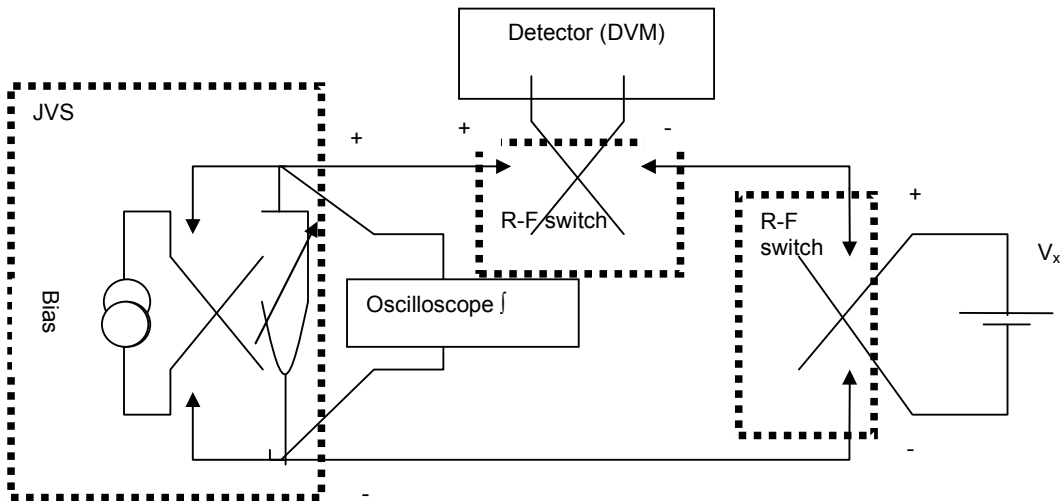 Detector (DVM)
JVS
+
+
-
R-F switch
+
R-F
switch
Vₓ
Bias
Oscilloscope ∫
-
-